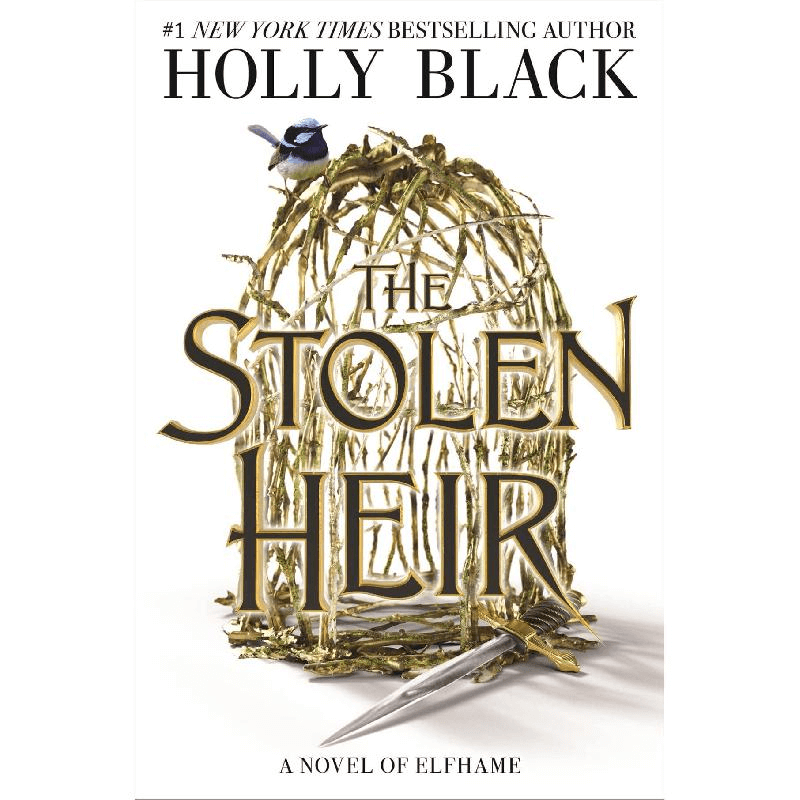 #1 NEW YORK TIMES BESTSELLING AUTHOR
HOLLY BLACK
THE
STOLEN
HEIR
A NOVEL OF ELFHAME